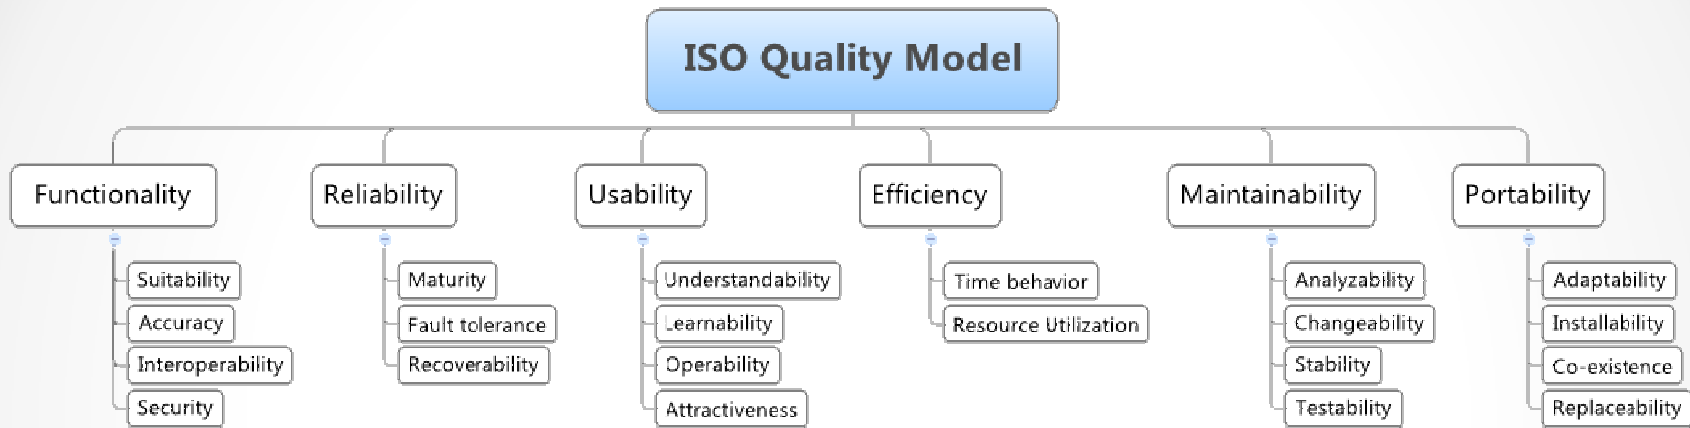 ISO Quality Model
Functionality
Suitability
Accuracy
Interoperability
Security
Reliability
Maturity
Fault tolerance
Recoverability
Usability
Understandability
Learnability
Operability
Attractiveness
Efficiency
Time behavior
Resource Utilization
Maintainability
Analyzability
Changeability
Stability
Testability
Portability
Adaptability
Installability
Co-existence
Replaceability